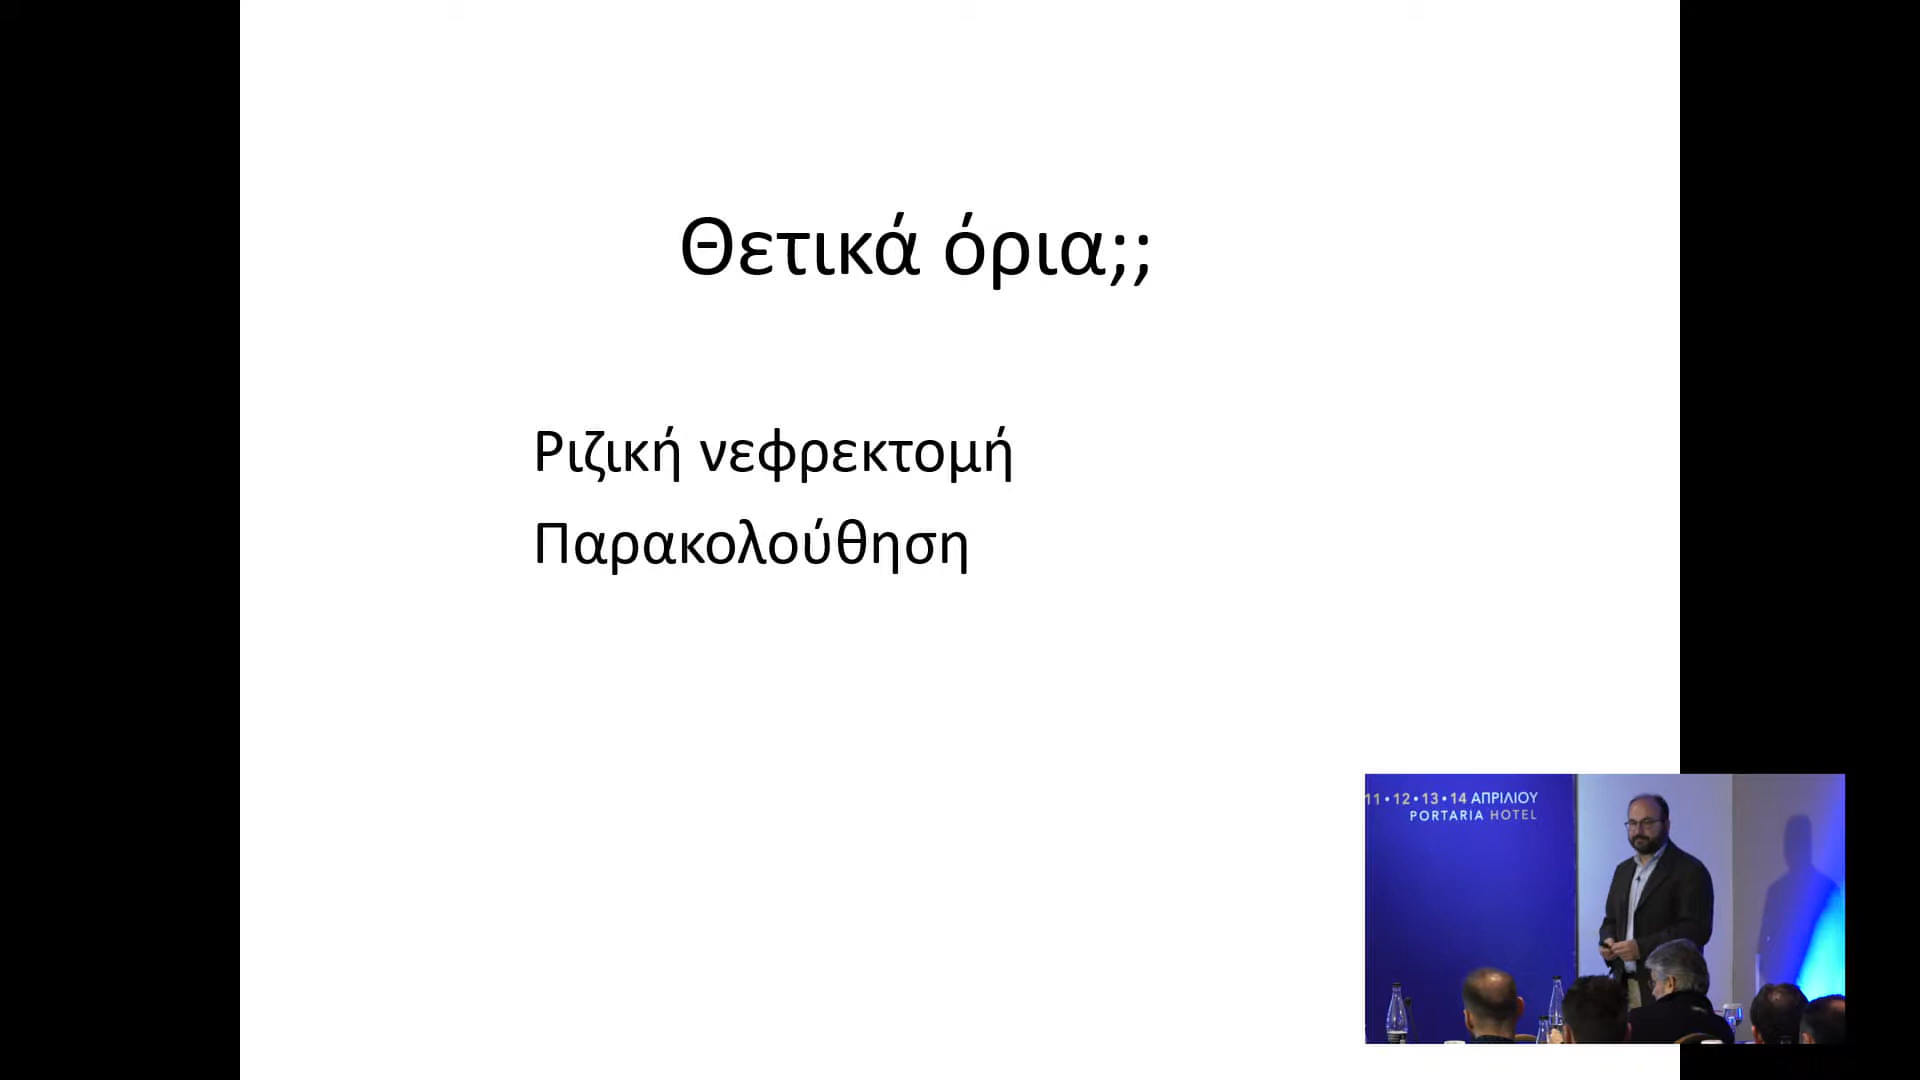 Θετικά όρια;;
Ριζική νεφρεκτομή
Παρακολούθηση
11•12•13•14 ΑΠΡΙΛΙΟΥ
PORTARIA HOTEL